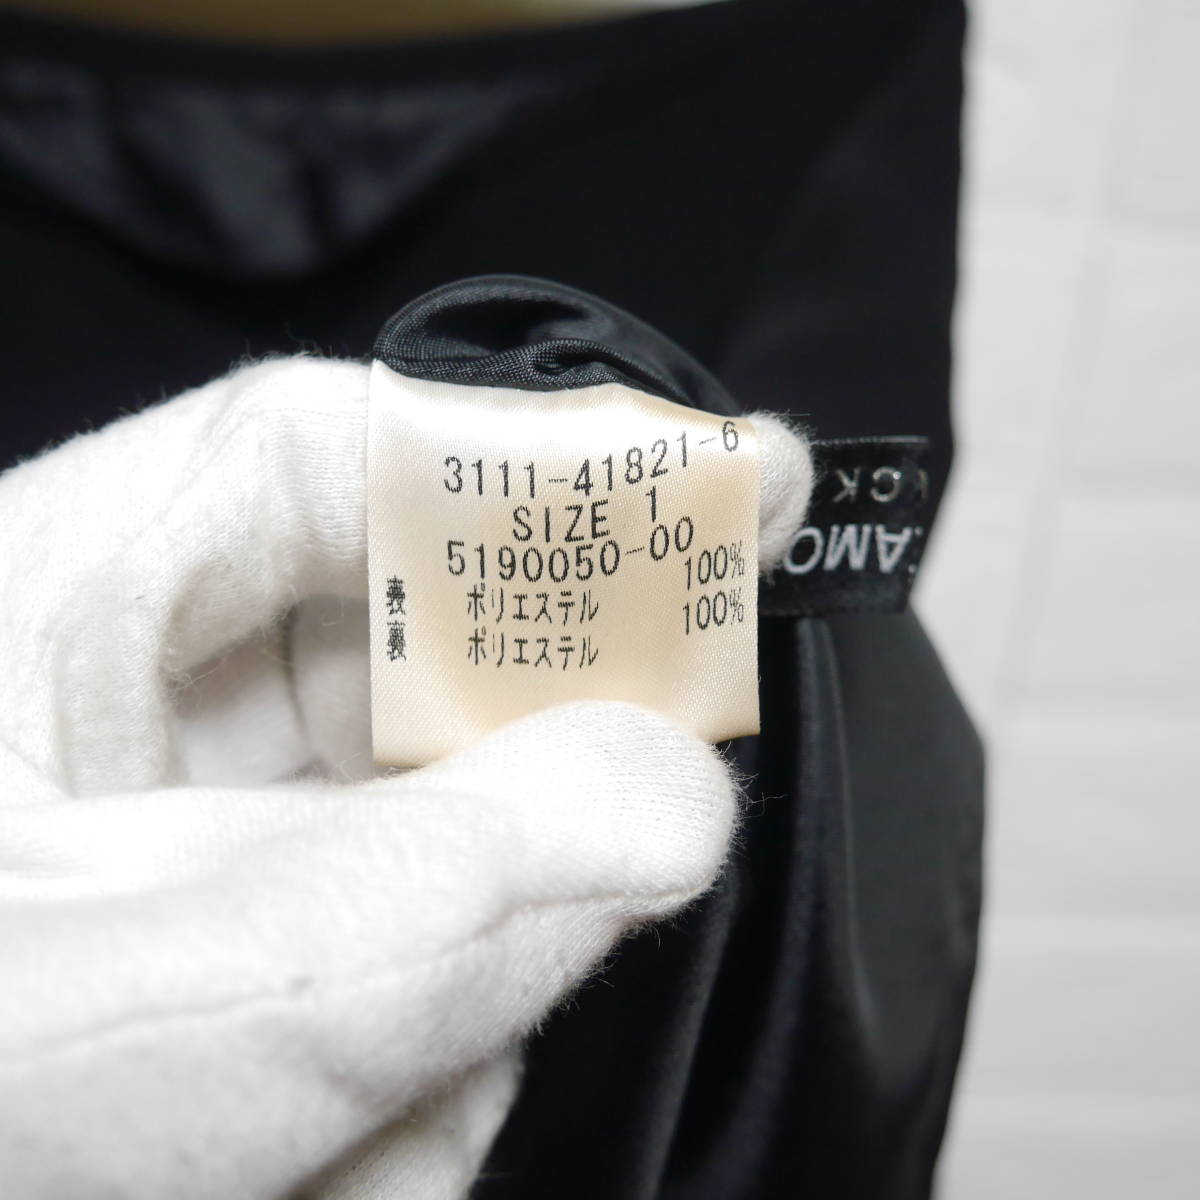 3111-41821-6
SIZE 1
5190050-00
表 ポリエステル 100%
裏 ポリエステル 100%